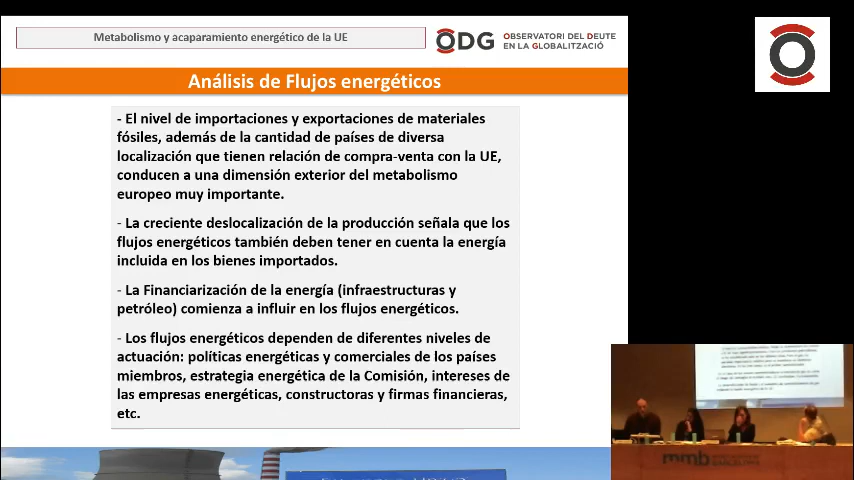 Metabolismo y acaparamiento energético de la UE
ODG
OBSERVATORI DEL DEUTE
EN LA GLOBALITZACIÓ
Análisis de Flujos energéticos
- El nivel de importaciones y exportaciones de materiales
fósiles, además de la cantidad de países de diversa
localización que tienen relación de compra-venta con la UE,
conducen a una dimensión exterior del metabolismo
europeo muy importante.
- La creciente deslocalización de la producción señala que los
flujos energéticos también deben tener en cuenta la energía
incluida en los bienes importados.
- La Financiarización de la energía (infraestructuras y
petróleo) comienza a influir en los flujos energéticos.
- Los flujos energéticos dependen de diferentes niveles de
actuación: políticas energéticas y comerciales de los países
miembros, estrategia energética de la Comisión, intereses de
las empresas energéticas, constructoras y firmas financieras,
etc.
mmb